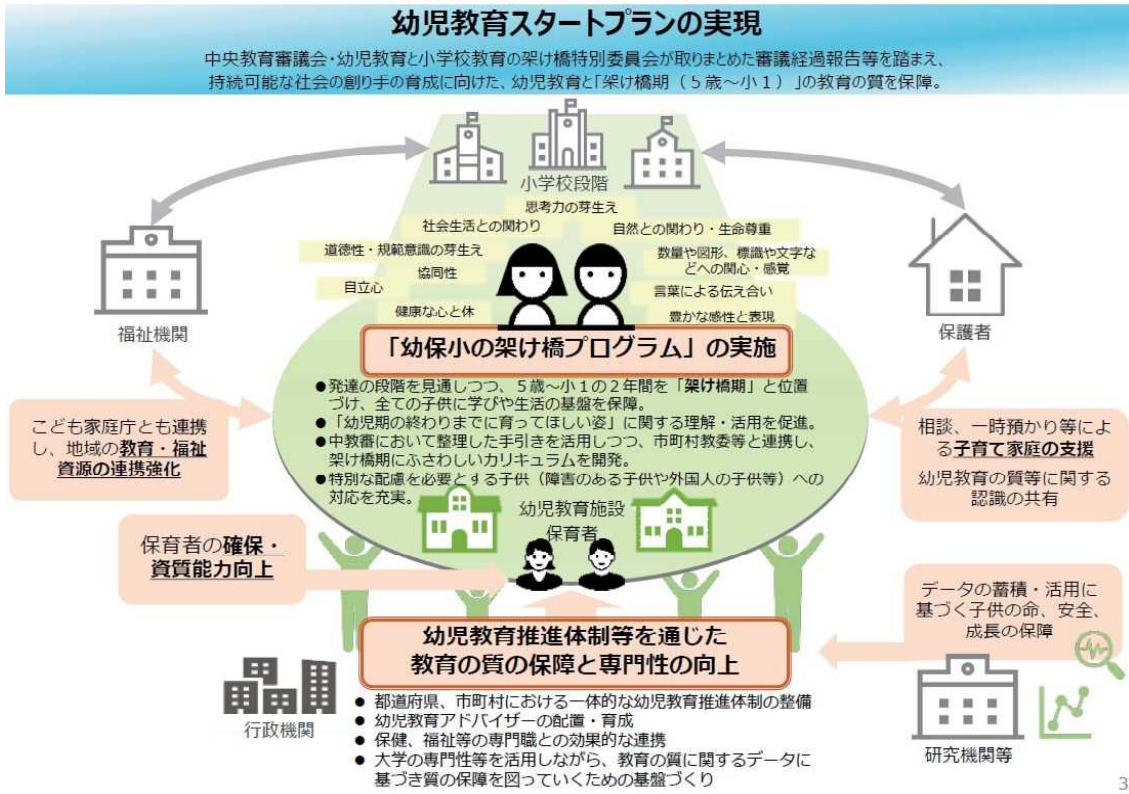 幼児教育スタートプランの実現
中央教育審議会・幼児教育と小学校教育の架け橋特別委員会が取りまとめた審議経過報告等を踏まえ、
持続可能な社会の創り手の育成に向けた、幼児教育と「架け橋期（５歳～小１）」の教育の質を保障。
小学校段階
思考力の芽生え
社会生活との関わり
自然との関わり・生命尊重
道徳性・規範意識の芽生え
数量や図形、標識や文字な
どへの関心・感覚
協同性
自立心
言葉による伝え合い
健康な心と体
豊かな感性と表現
福祉機関
保護者
「幼保小の架け橋プログラム」の実施
●発達の段階を見通しつつ、５歳～小１の２年間を「架け橋期」と位置
づけ、全ての子供に学びや生活の基盤を保障。
●「幼児期の終わりまでに育ってほしい姿」に関する理解・活用を促進。
●中教審において整理した手引きを活用しつつ、市町村教委等と連携し、
架け橋期にふさわしいカリキュラムを開発。
●特別な配慮を必要とする子供（障害のある子供や外国人の子供等）への
対応を充実。
こども家庭庁とも連携
し、地域の教育・福祉
資源の連携強化
相談、一時預かり等によ
る子育て家庭の支援
幼児教育の質等に関する
認識の共有
幼児教育施設
保育者
保育者の確保・
資質能力向上
データの蓄積・活用に
基づく子供の命、安全、
成長の保障
幼児教育推進体制等を通じた
教育の質の保障と専門性の向上
行政機関
● 都道府県、市町村における一体的な幼児教育推進体制の整備
● 幼児教育アドバイザーの配置・育成
● 保健、福祉等の専門職との効果的な連携
● 大学の専門性等を活用しながら、教育の質に関するデータに
基づき質の保障を図っていくための基盤づくり
研究機関等
3